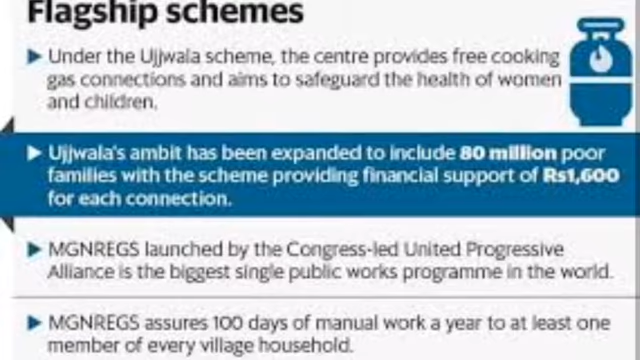 Flagship schemes
▶ Under the Ujjwala scheme, the centre provides free cooking
gas connections and aims to safeguard the health of women
and children.
▶ Ujjwala's ambit has been expanded to include 80 million poor
families with the scheme providing financial support of Rs1,600
for each connection.
▶ MGNREGS launched by the Congress-led United Progressive
Alliance is the biggest single public works programme in the world.
▶ MGNREGS assures 100 days of manual work a year to at least one
member of every village household.